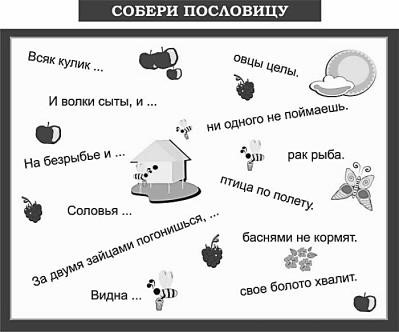 СОБЕРИ ПОСЛОВИЦУ
Всяк кулик ...
овцы целы.
И волки сыты, и ...
ни одного не поймаешь.
На безрыбье и ...
рак рыба.
птица по полету.
Соловья ...
За двумя зайцами погонишься, ...
баснями не кормят.
Видна ...
свое болото хвалит.